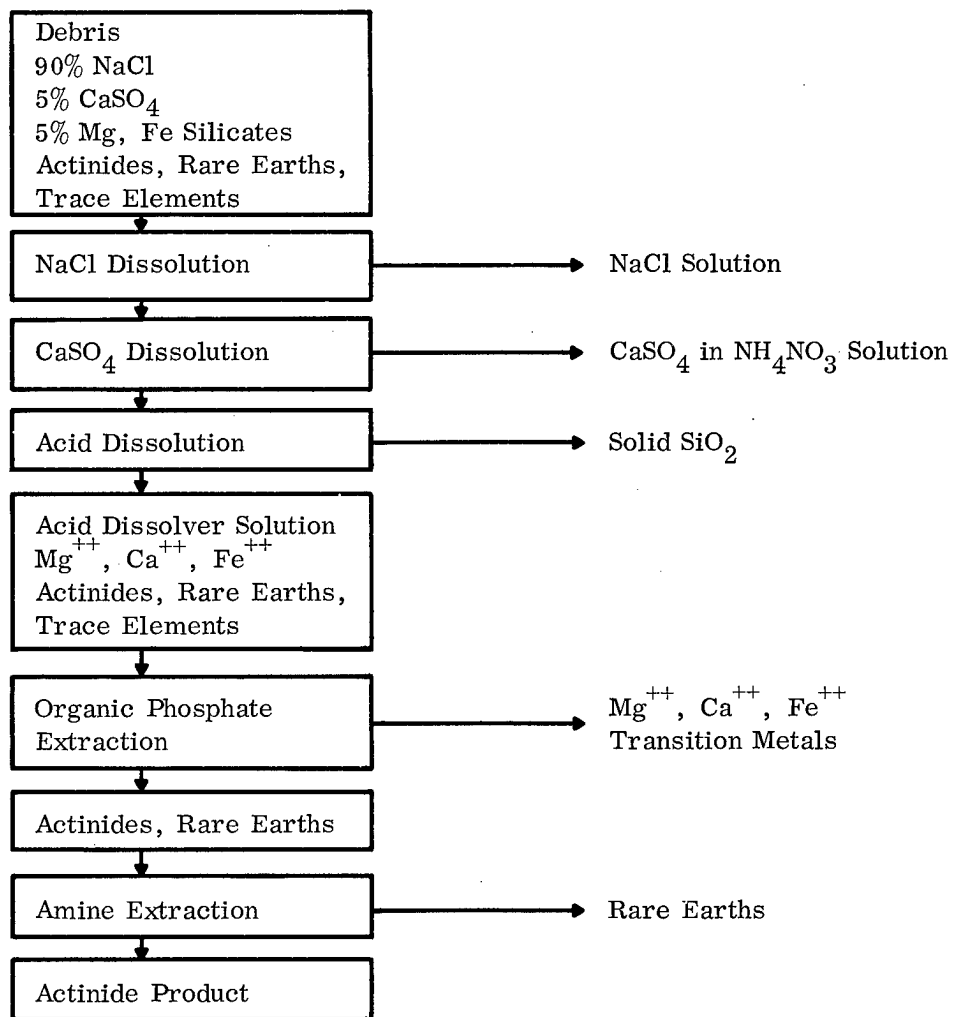 Debris
90% NaCl
5% CaSO₄
5% Mg, Fe Silicates
Actinides, Rare Earths,
Trace Elements
NaCl Dissolution
NaCl Solution
CaSO₄ Dissolution
CaSO₄ in NH₄NO₃ Solution
Acid Dissolution
Solid SiO₂
Acid Dissolver Solution
Mg⁺⁺, Ca⁺⁺, Fe⁺⁺
Actinides, Rare Earths,
Trace Elements
Organic Phosphate
Extraction
Mg⁺⁺, Ca⁺⁺, Fe⁺⁺
Transition Metals
Actinides, Rare Earths
Amine Extraction
Rare Earths
Actinide Product